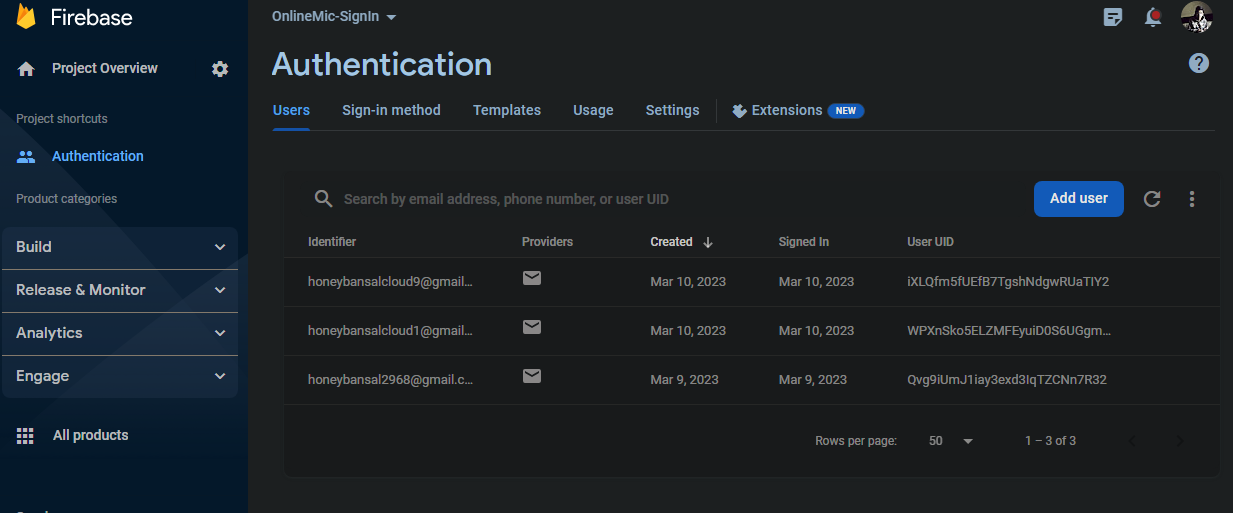 Firebase
OnlineMic-SignIn
Project Overview
Authentication
Project shortcuts
Users Sign-in method Templates Usage Settings Extensions NEW
Authentication
Product categories
Search by email address, phone number, or user UID Add user
Build
Release & Monitor
Analytics
Engage
All products
Identifier Providers Created Signed In User UID
honeybansalcloud9@gmail... Mar 10, 2023 Mar 10, 2023 iXLQfm5fUEfB7TgshNdgwRUaTIY2
honeybansalcloud1@gmail... Mar 10, 2023 Mar 10, 2023 WPXnSko5ELZMFEyuiD0S6UGgm...
honeybansal2968@gmail.c... Mar 9, 2023 Mar 9, 2023 Qvg9iUmJ1iay3exd3IqTZCNn7R32
Rows per page: 50 1 – 3 of 3